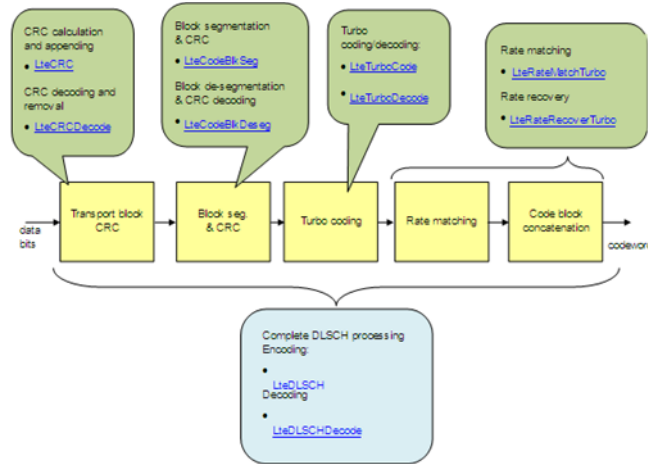 CRC calculation
and appending
• LteCRC
CRC decoding and
removal
• LteCRCDecode
Block segmentation
& CRC
• LteCodeBlkSeg
Block de-segmentation
& CRC decoding
• LteCodeBlkDeseg
Turbo
coding/decoding:
• LteTurboCode
• LteTurboDecode
Rate matching
• LteRateMatchTurbo
Rate recovery
• LteRateRecoverTurbo
data
bits
Transport block
CRC
Block seg.
& CRC
Turbo coding
Rate matching
Code block
concatenation
codeword
Complete DLSCH processing
Encoding:
•
LteDLSCH
Decoding
•
LteDLSCHDecode